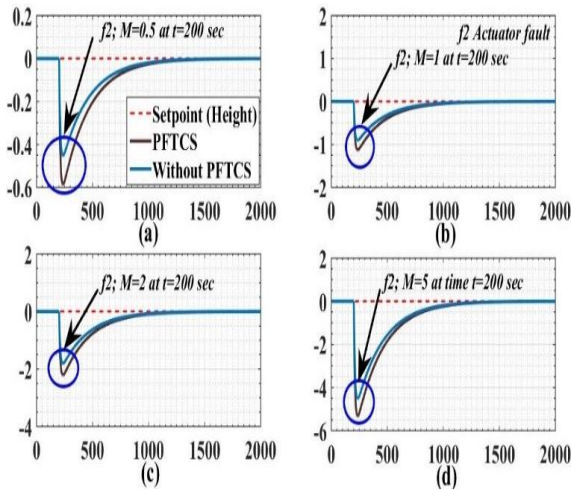 0.2
0
-0.2
-0.4
-0.6
f2; M=0.5 at t=200 sec
Setpoint (Height)
PFTCS
Without PFTCS
0 500 1000 1500 2000
(a)
2
1
0
-1
-2
f2 Actuator fault
f2; M=1 at t=200 sec
0 500 1000 1500 2000
(b)
2
0
-2
-4
f2; M=2 at t=200 sec
0 500 1000 1500 2000
(c)
2
0
-2
-4
-6
f2; M=5 at time t=200 sec
0 500 1000 1500 2000
(d)